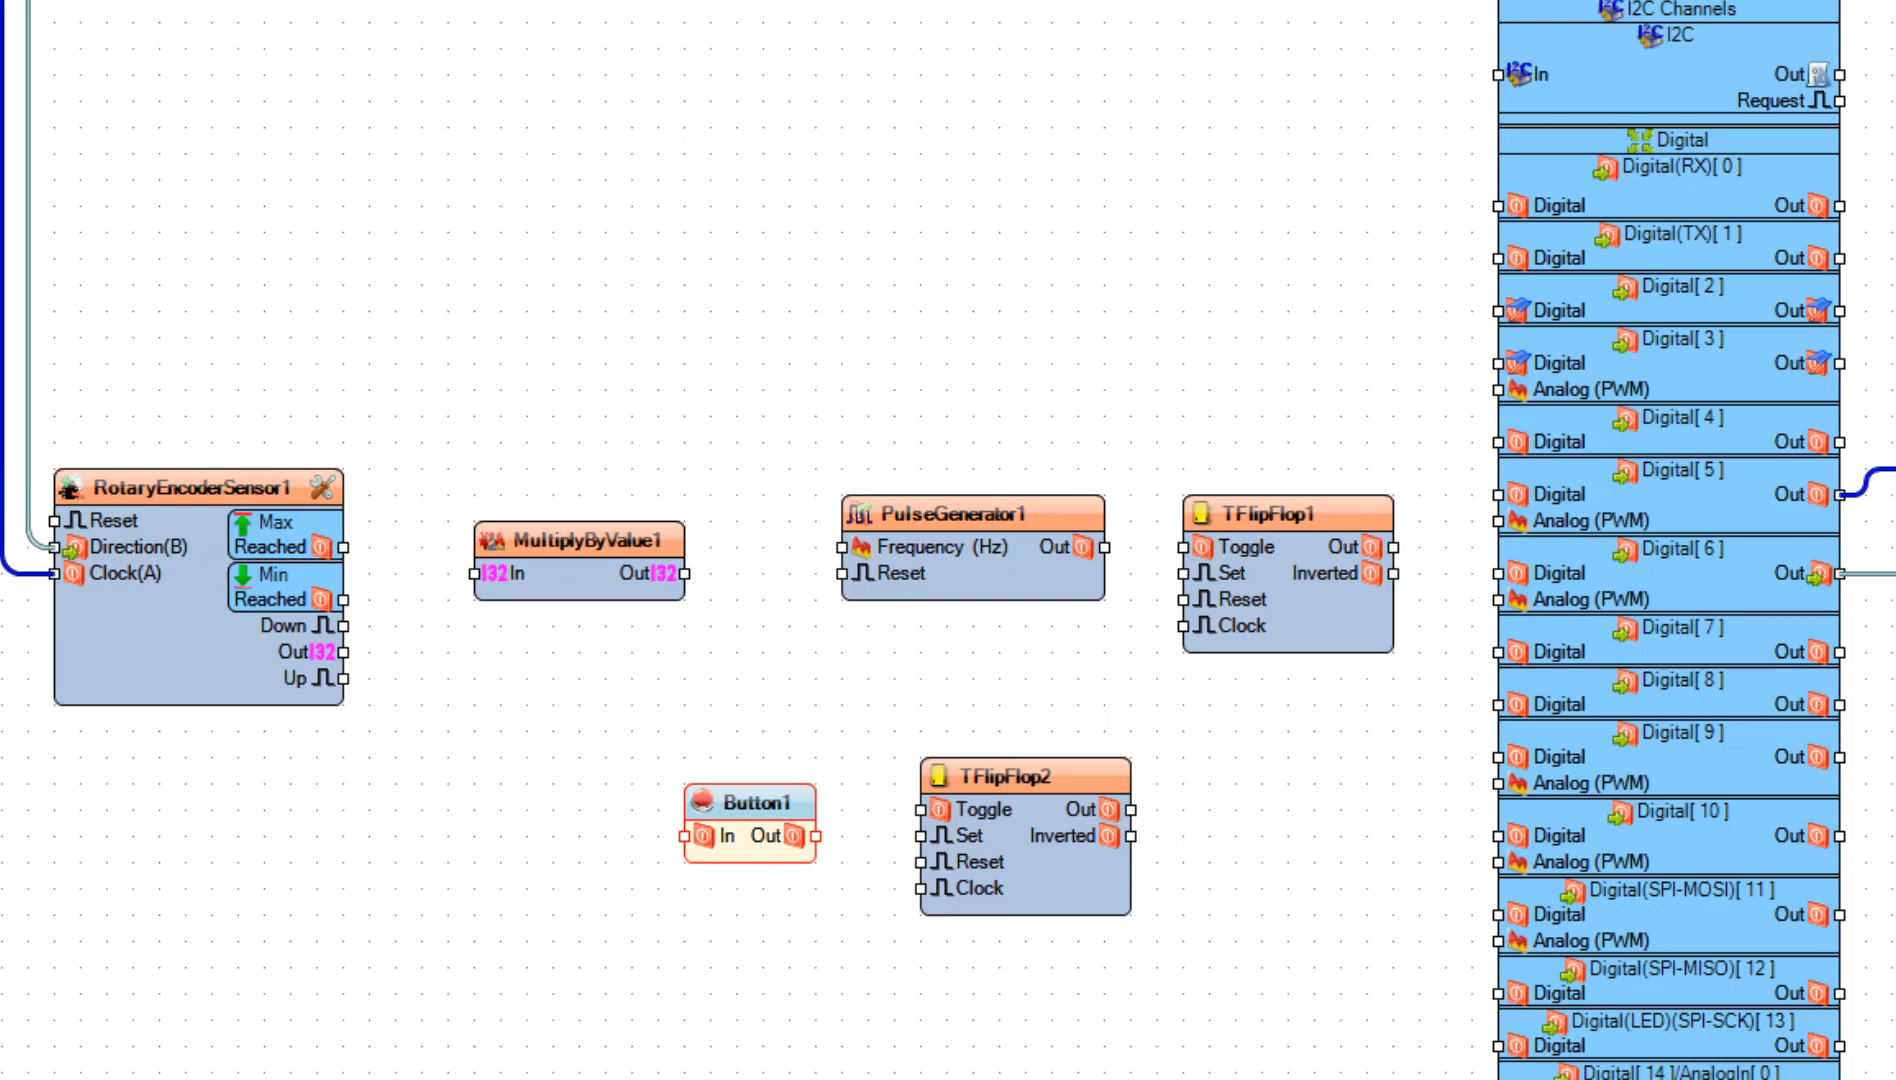 I2C Channels
I2C
In Out
Request
Digital
Digital(RX)[ 0 ]
Digital Out
Digital(TX)[ 1 ]
Digital Out
Digital[ 2 ]
Digital Out
Digital[ 3 ]
Digital Out
Analog (PWM)
Digital[ 4 ]
Digital Out
Digital[ 5 ]
Digital Out
Analog (PWM)
Digital[ 6 ]
Digital Out
Analog (PWM)
Digital[ 7 ]
Digital Out
Digital[ 8 ]
Digital Out
Digital[ 9 ]
Digital Out
Analog (PWM)
Digital[ 10 ]
Digital Out
Analog (PWM)
Digital(SPI-MOSI)[ 11 ]
Digital Out
Analog (PWM)
Digital(SPI-MISO)[ 12 ]
Digital Out
Digital(LED)(SPI-SCK)[ 13 ]
Digital Out
Digital[ 14 ]/AnalogIn[ 0 ]
RotaryEncoderSensor1
Reset
Direction(B)
Clock(A)
Max
Reached
Min
Reached
Down
Out I32
Up
MultiplyByValue1
I32 In Out I32
PulseGenerator1
Frequency (Hz) Out
Reset
TFlipFlop1
Toggle Out
Set Inverted
Reset
Clock
Button1
In Out
TFlipFlop2
Toggle Out
Set Inverted
Reset
Clock